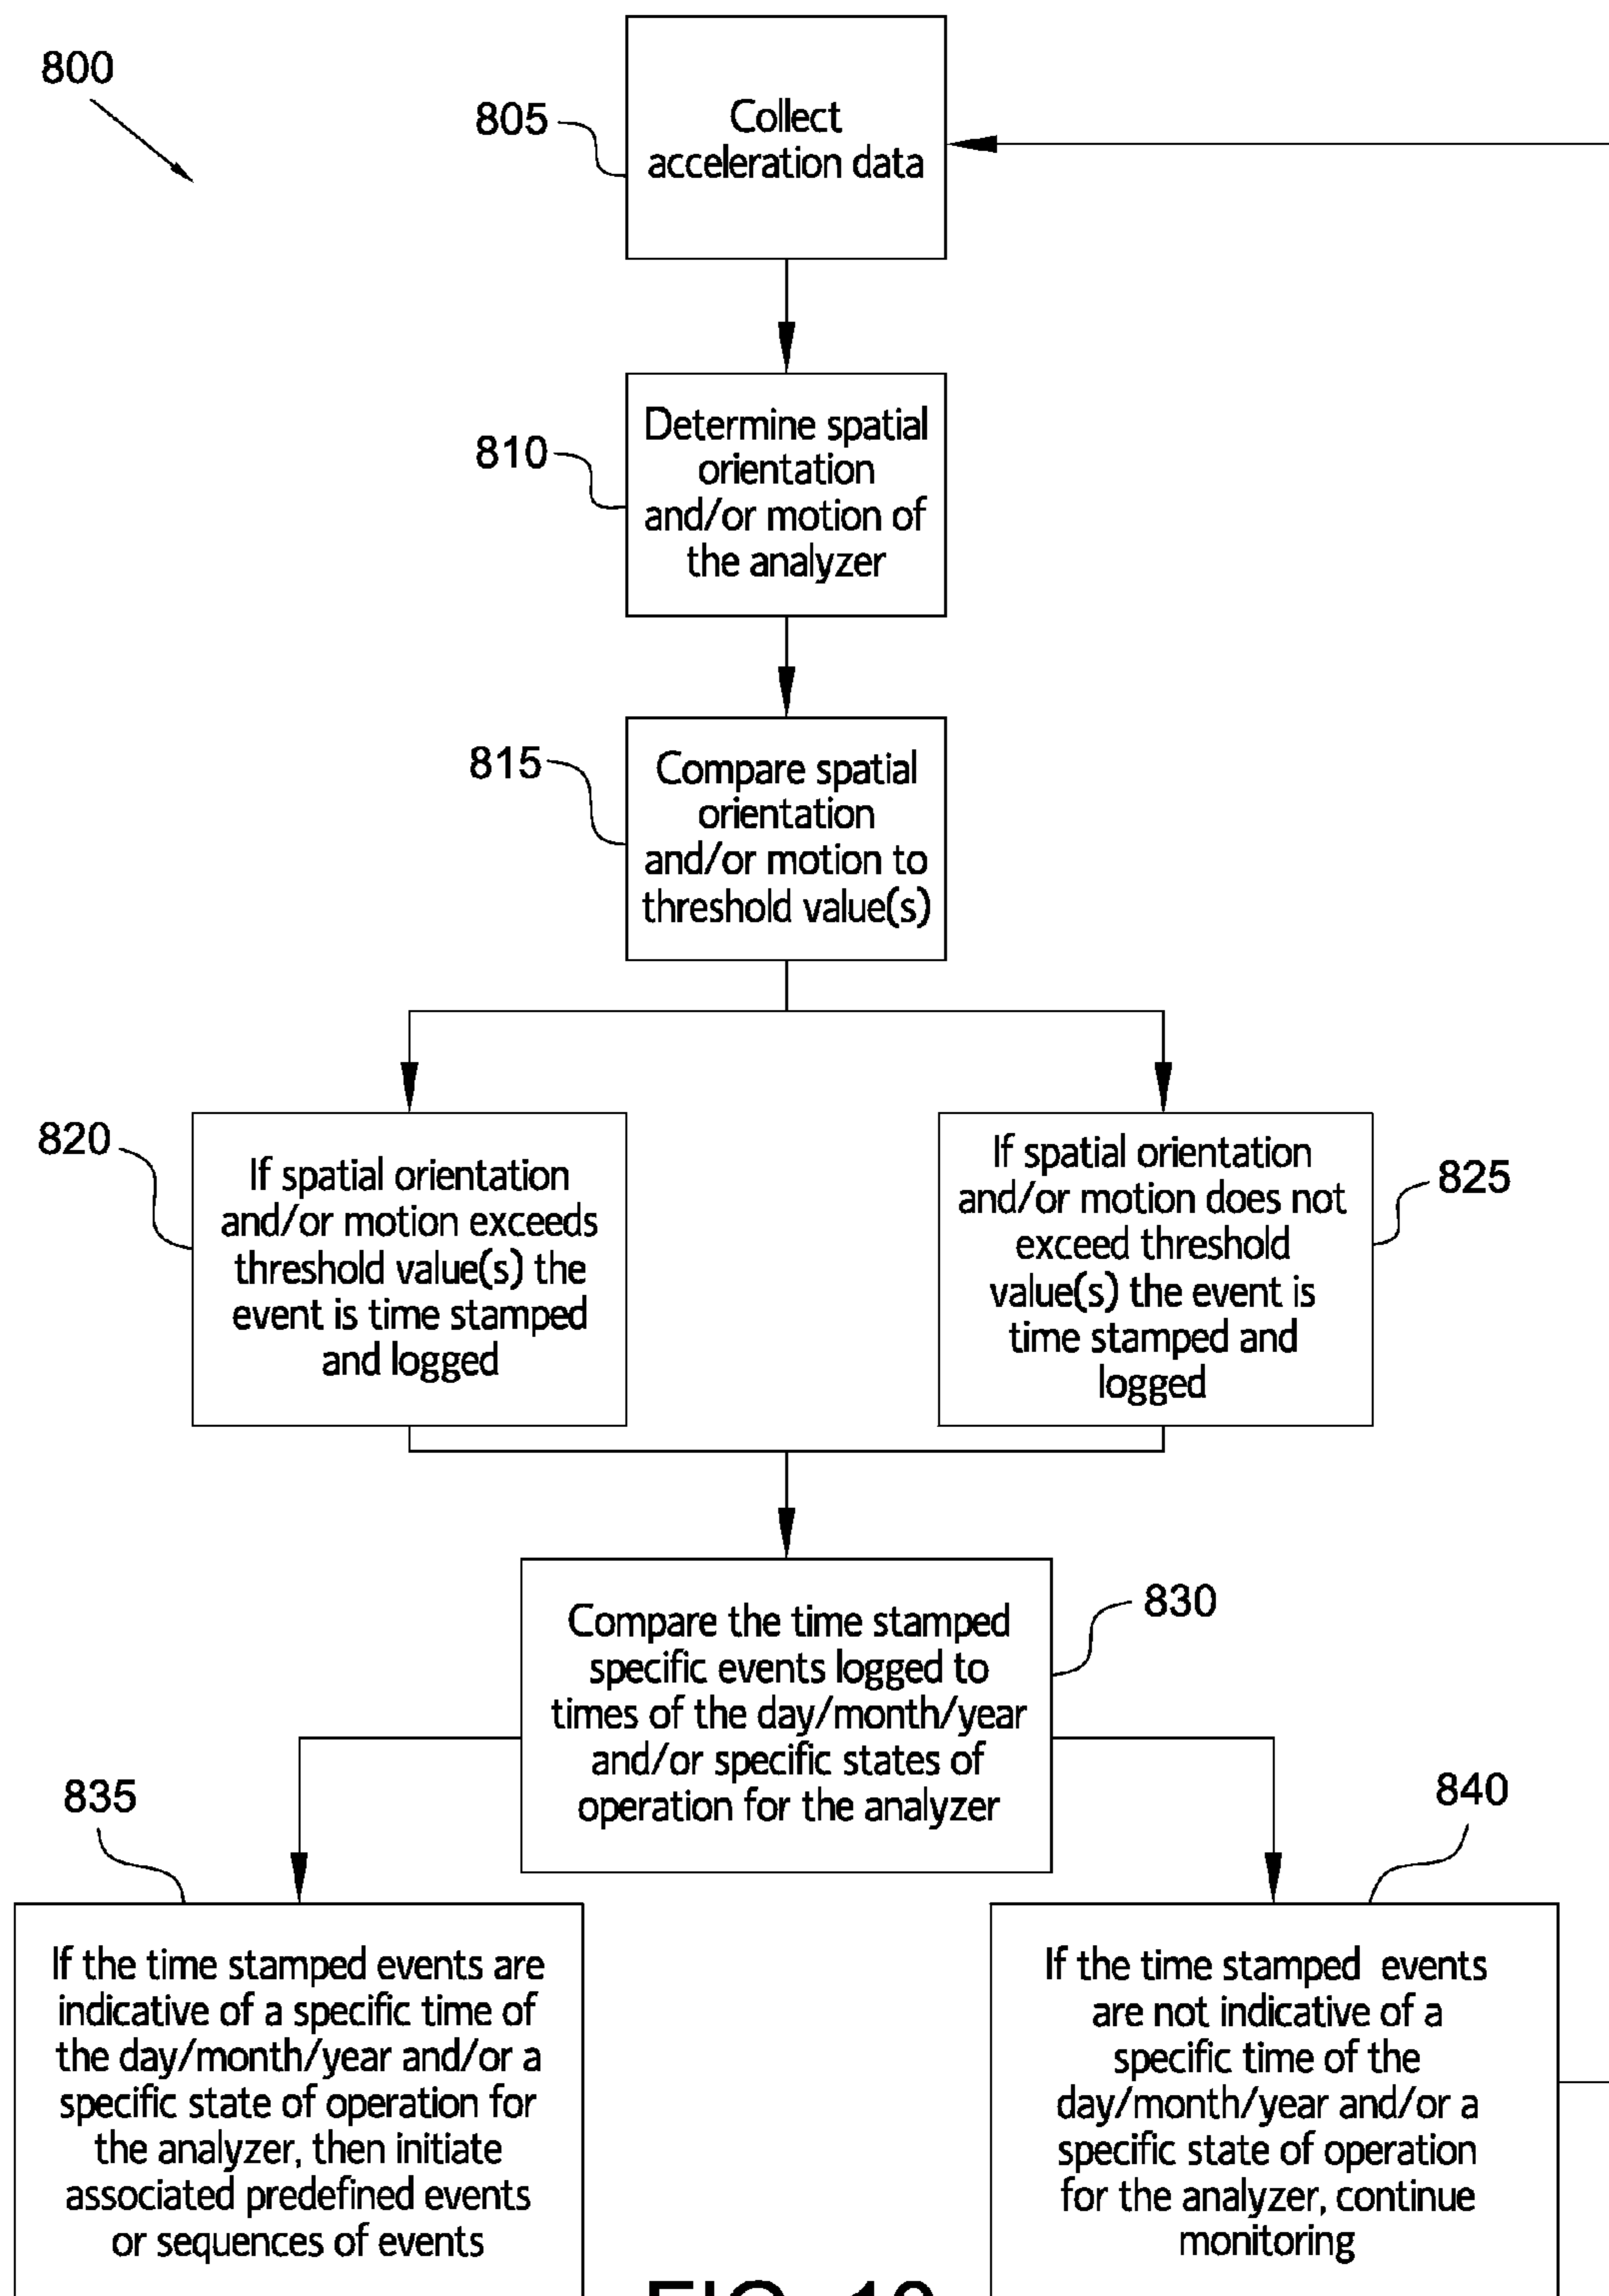 800
805
Collect
acceleration data
810
Determine spatial
orientation
and/or motion of
the analyzer
815
Compare spatial
orientation
and/or motion to
threshold value(s)
820
If spatial orientation
and/or motion exceeds
threshold value(s) the
event is time stamped
and logged
If spatial orientation
and/or motion does not
exceed threshold
value(s) the event is
time stamped and
logged
825
Compare the time stamped
specific events logged to
times of the day/month/year
and/or specific states of
operation for the analyzer
830
835
If the time stamped events are
indicative of a specific time of
the day/month/year and/or a
specific state of operation for
the analyzer, then initiate
associated predefined events
or sequences of events
840
If the time stamped events
are not indicative of a
specific time of the
day/month/year and/or a
specific state of operation
for the analyzer, continue
monitoring
FIG.